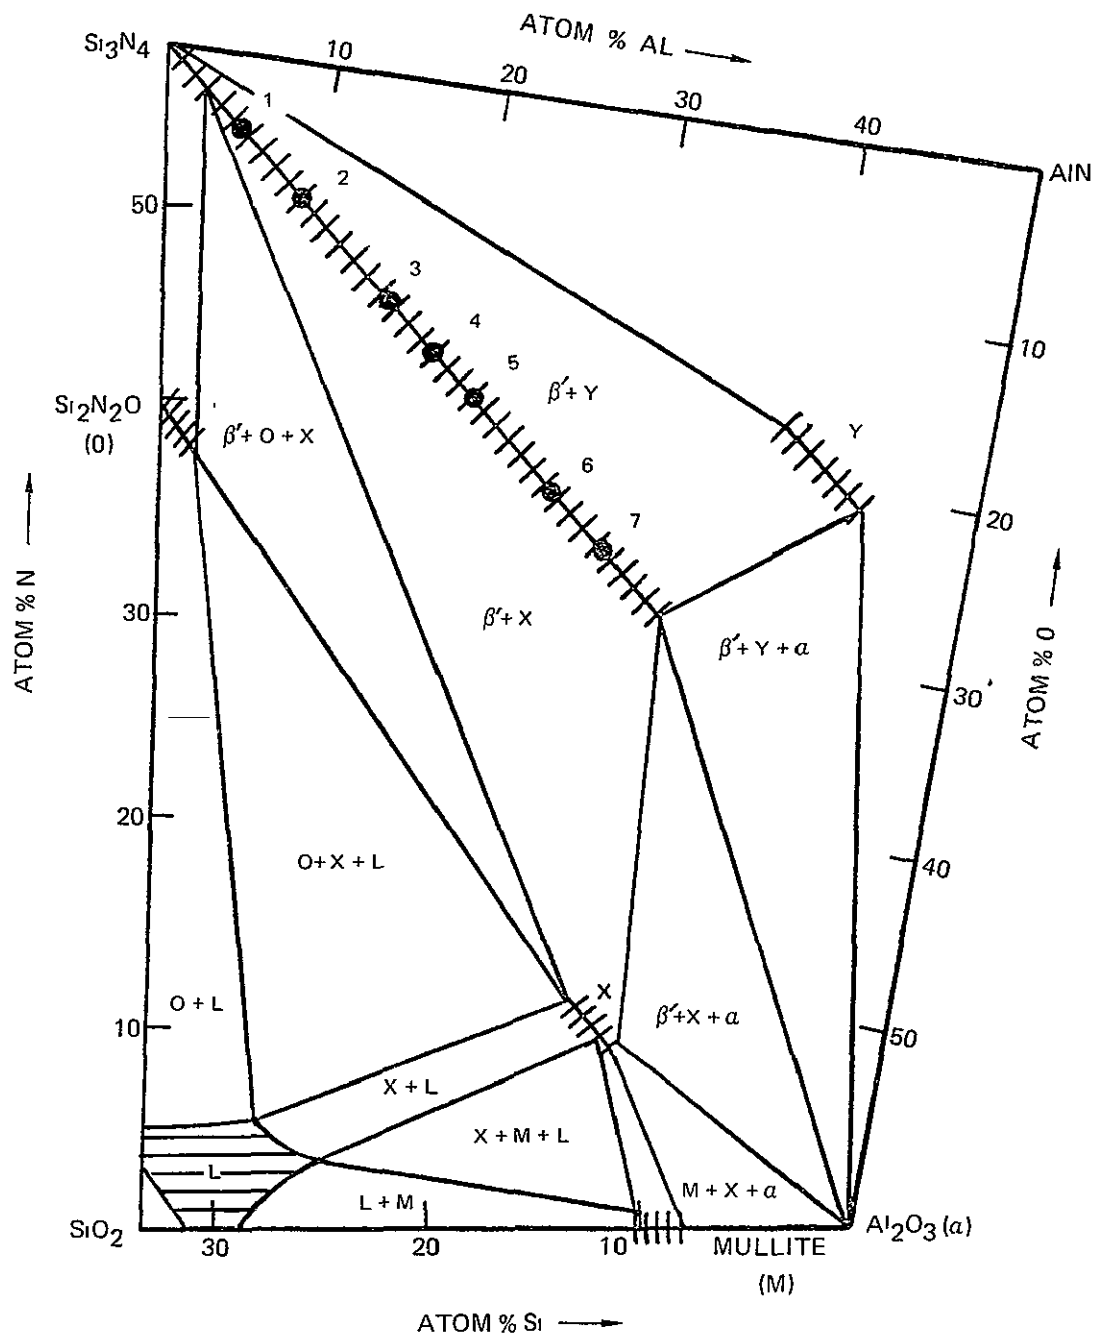 ATOM % AL
Si3N4
10
20
30
40
AlN
1
2
50
3
4
5
10
Si2N2O
(O)
β'+ O + X
β'+ Y
Y
6
7
20
ATOM % N
30
β'+ X
β'+ Y + α
ATOM % O
30
20
O+ X + L
40
O + L
X
β'+X + α
10
50
X + L
X + M + L
L
L + M
M + X + α
SiO2
30
20
10
MULLITE
(M)
Al2O3 (α)
ATOM % Si